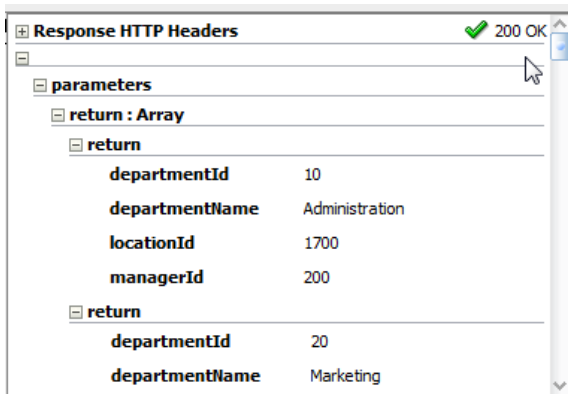 Response HTTP Headers 200 OK
parameters
return : Array
return
departmentId 10
departmentName Administration
locationId 1700
managerId 200
return
departmentId 20
departmentName Marketing